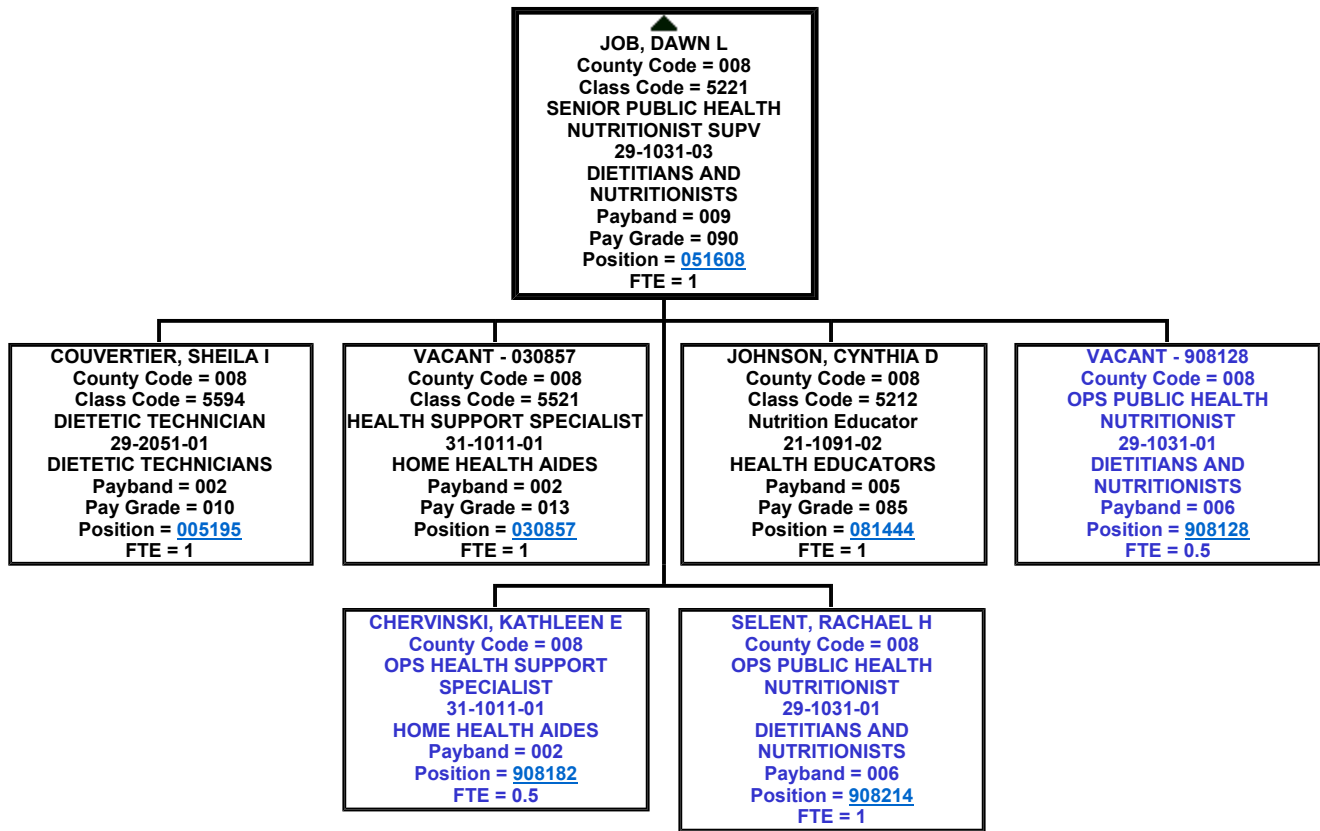 JOB, DAWN L
County Code = 008
Class Code = 5221
SENIOR PUBLIC HEALTH
NUTRITIONIST SUPV
29-1031-03
DIETITIANS AND
NUTRITIONISTS
Payband = 009
Pay Grade = 090
Position = 051608
FTE = 1
COUVERTIER, SHEILA I
County Code = 008
Class Code = 5594
DIETETIC TECHNICIAN
29-2051-01
DIETETIC TECHNICIANS
Payband = 002
Pay Grade = 010
Position = 005195
FTE = 1
VACANT - 030857
County Code = 008
Class Code = 5521
HEALTH SUPPORT SPECIALIST
31-1011-01
HOME HEALTH AIDES
Payband = 002
Pay Grade = 013
Position = 030857
FTE = 1
JOHNSON, CYNTHIA D
County Code = 008
Class Code = 5212
Nutrition Educator
21-1091-02
HEALTH EDUCATORS
Payband = 005
Pay Grade = 085
Position = 081444
FTE = 1
VACANT - 908128
County Code = 008
OPS PUBLIC HEALTH
NUTRITIONIST
29-1031-01
DIETITIANS AND
NUTRITIONISTS
Payband = 006
Position = 908128
FTE = 0.5
CHERVINSKI, KATHLEEN E
County Code = 008
OPS HEALTH SUPPORT
SPECIALIST
31-1011-01
HOME HEALTH AIDES
Payband = 002
Position = 908182
FTE = 0.5
SELENT, RACHAEL H
County Code = 008
OPS PUBLIC HEALTH
NUTRITIONIST
29-1031-01
DIETITIANS AND
NUTRITIONISTS
Payband = 006
Position = 908214
FTE = 1